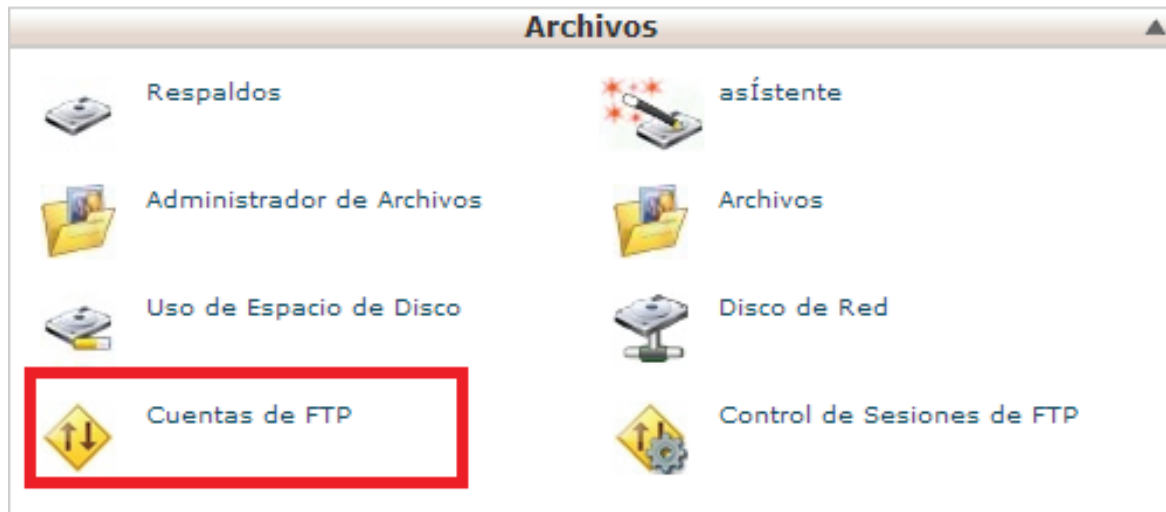 Archivos
Respaldos
asÍstente
Administrador de Archivos
Archivos
Uso de Espacio de Disco
Disco de Red
Cuentas de FTP
Control de Sesiones de FTP